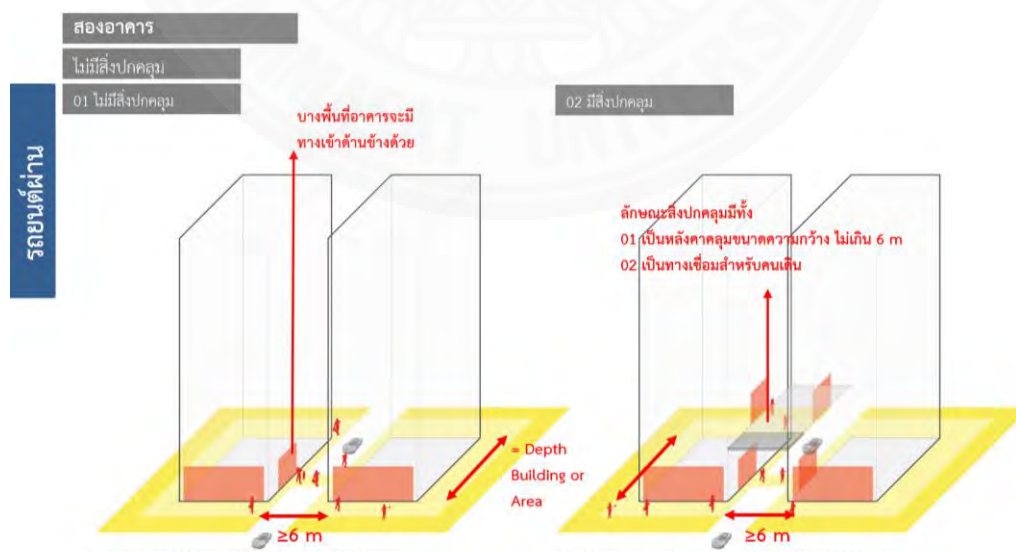 สองอาคาร
ไม่มีสิ่งปกคลุม
01 ไม่มีสิ่งปกคลุม
02 มีสิ่งปกคลุม
รถยนต์ผ่าน
บางพื้นที่อาคารจะมี
ทางเข้าด้านข้างด้วย
ลักษณะสิ่งปกคลุมมีทั้ง
01 เป็นหลังคาคลุมขนาดความกว้าง ไม่เกิน 6 m
02 เป็นทางเชื่อมสำหรับคนเดิน
= Depth
Building or
Area
≥6 m
≥6 m